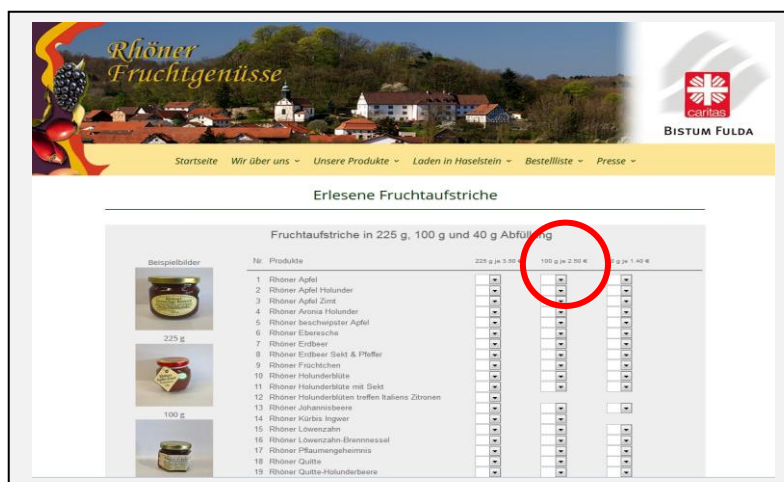 Rhöner
Fruchtgenüsse
caritas
BISTUM FULDA
Startseite Wir über uns Unsere Produkte Laden in Haselstein Bestellliste Presse
Erlesene Fruchtaufstriche
Fruchtaufstriche in 225 g, 100 g und 40 g Abfüllung
Beispielbilder
Nr. Produkte 225 g je 3.50 € 100 g je 2.50 € g je 1.40 €
1 Rhöner Apfel
2 Rhöner Apfel Holunder
3 Rhöner Apfel Zimt
4 Rhöner Aronia Holunder
5 Rhöner beschwipster Apfel
6 Rhöner Eberesche
7 Rhöner Erdbeer
8 Rhöner Erdbeer Sekt & Pfeffer
9 Rhöner Früchtchen
10 Rhöner Holunderblüte
11 Rhöner Holunderblüte mit Sekt
12 Rhöner Holunderblüten treffen Italiens Zitronen
13 Rhöner Johannisbeere
14 Rhöner Kürbis Ingwer
15 Rhöner Löwenzahn
16 Rhöner Löwenzahn-Brennnessel
17 Rhöner Pflaumengeheimnis
18 Rhöner Quitte
19 Rhöner Quitte-Holunderbeere
225 g
100 g